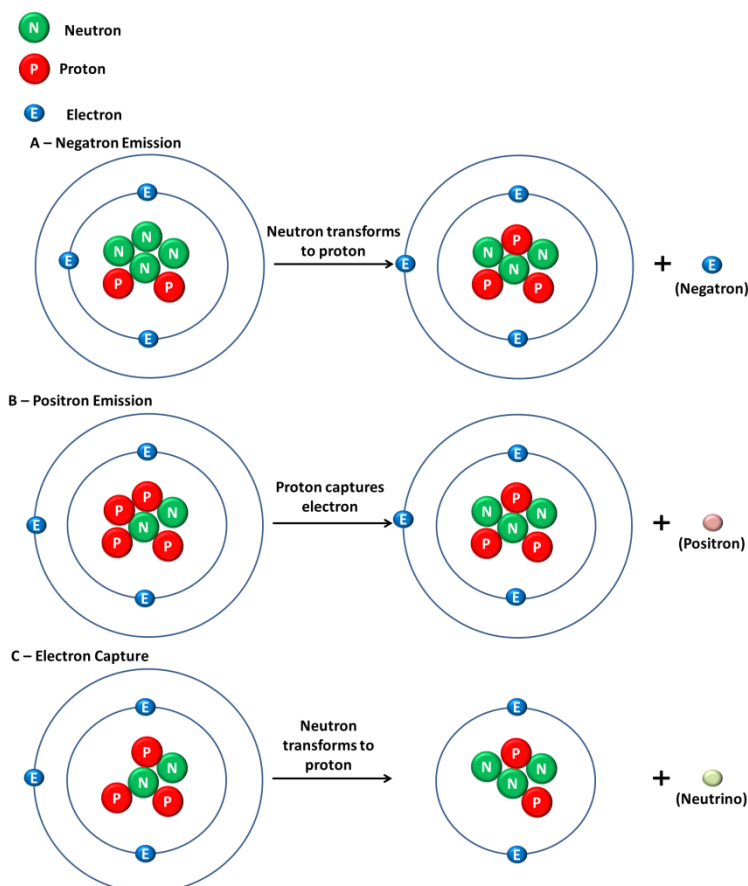 N Neutron
P Proton
E Electron
A – Negatron Emission
E
E
E
N
N
N
N
P
P
Neutron transforms
to proton
E
E
E
P
N
N
N
P
P
+
E
(Negatron)
B – Positron Emission
E
E
E
P
P
N
N
P
P
Proton captures
electron
E
E
E
P
N
N
N
P
P
+
(Positron)
C – Electron Capture
E
E
E
P
N
N
P
P
Neutron
transforms to
proton
E
E
P
N
N
N
P
+
(Neutrino)